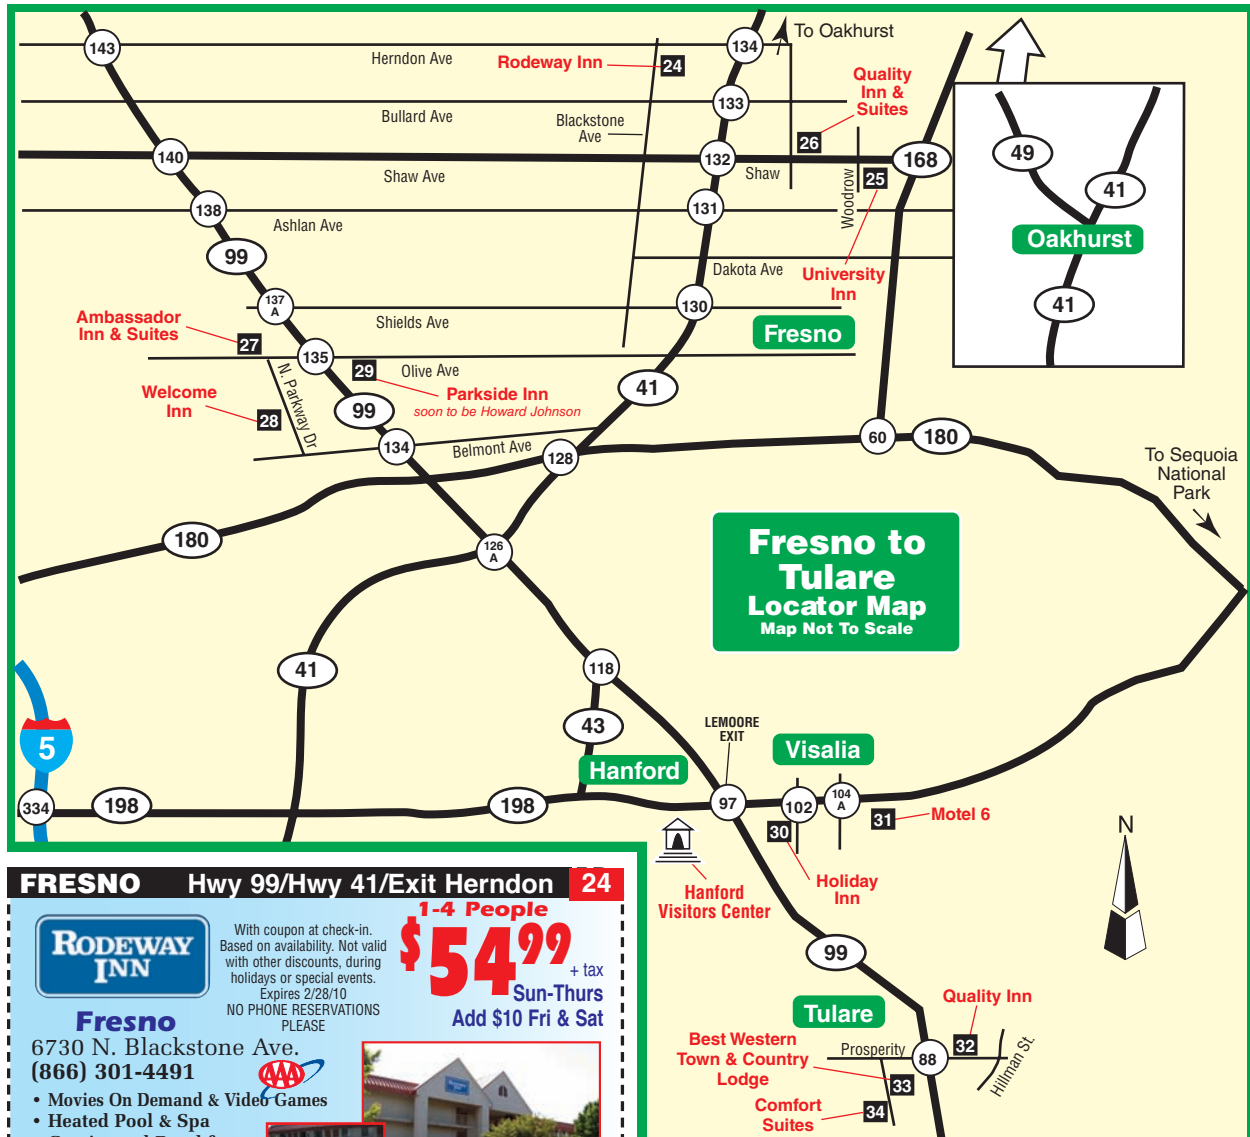 143
Herndon Ave
Rodeway Inn
24
134
To Oakhurst
Bullard Ave
Blackstone
Ave
133
Quality
Inn &
Suites
26
140
Shaw Ave
132
Shaw
168
Woodrow
25
138
Ashlan Ave
131
99
Dakota Ave
University
Inn
49
41
Oakhurst
41
137
A
Shields Ave
130
Fresno
Ambassador
Inn & Suites
27
135
29
Olive Ave
Parkside Inn
soon to be Howard Johnson
41
Welcome
Inn
28
N. Parkway Dr
99
134
Belmont Ave
128
60
180
To Sequoia
National
Park
180
126
A
Fresno to
Tulare
Locator Map
Map Not To Scale
41
118
43
5
LEMOORE
EXIT
Visalia
Hanford
334
198
198
97
102
104
A
30
31
Motel 6
Holiday
Inn
Hanford
Visitors Center
N
99
Tulare
Quality Inn
32
Prosperity
88
Hillman St.
Best Western
Town & Country
Lodge
33
Comfort
Suites
34
FRESNO Hwy 99/Hwy 41/Exit Herndon 24
RODEWAY
INN
With coupon at check-in.
Based on availability. Not valid
with other discounts, during
holidays or special events.
Expires 2/28/10
NO PHONE RESERVATIONS
PLEASE
1-4 People
$5499
+ tax
Sun-Thurs
Add $10 Fri & Sat
Fresno
6730 N. Blackstone Ave.
(866) 301-4491
AAA
• Movies On Demand & Video Games
• Heated Pool & Spa